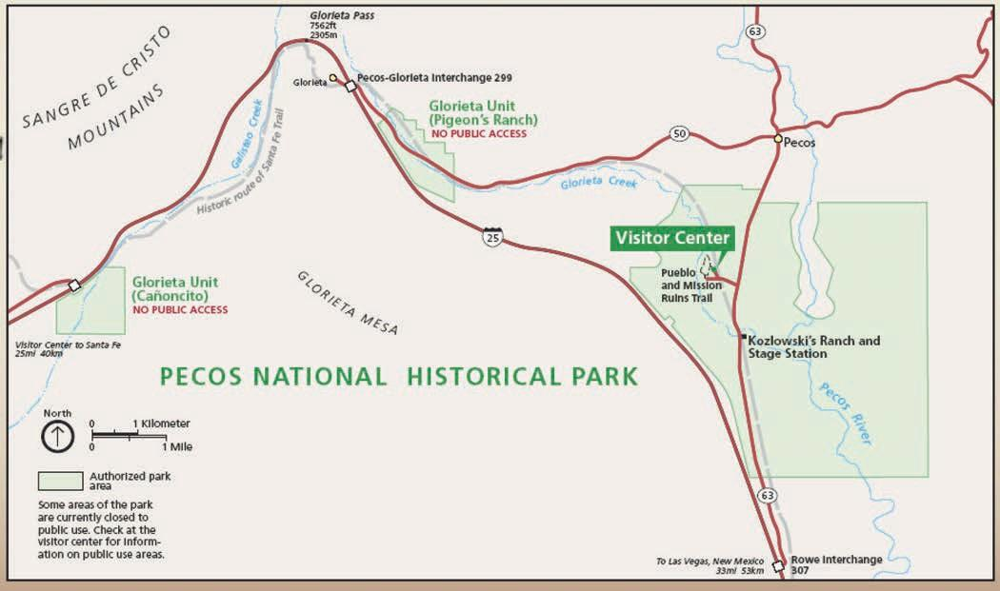 Glorieta Pass
7562ft
2305m
63
SANGRE DE CRISTO
MOUNTAINS
Glorieta
Pecos-Glorieta Interchange 299
Glorieta Unit
(Pigeon's Ranch)
NO PUBLIC ACCESS
Galisteo Creek
Historic route of Santa Fe Trail
50
Pecos
Glorieta Creek
25
Visitor Center
Pueblo
and Mission
Ruins Trail
Glorieta Unit
(Cañoncito)
NO PUBLIC ACCESS
GLORIETA MESA
Visitor Center to Santa Fe
25mi 40km
Kozlowski's Ranch and
Stage Station
PECOS NATIONAL HISTORICAL PARK
Pecos River
North
0 1 Kilometer
0 1 Mile
Authorized park
area
Some areas of the park
are currently closed to
public use. Check at the
visitor center for inform-
ation on public use areas.
63
To Las Vegas, New Mexico
33mi 53km
Rowe Interchange
307